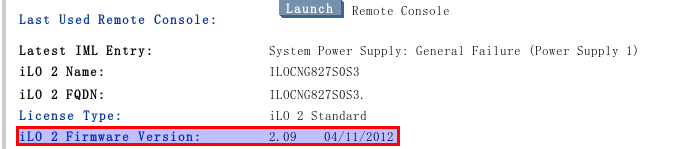 Launch Remote Console
Last Used Remote Console:
Latest IML Entry: System Power Supply: General Failure (Power Supply 1)
iLO 2 Name: ILOCNG827S0S3
iLO 2 FQDN: ILOCNG827S0S3.
License Type: iLO 2 Standard
iLO 2 Firmware Version: 2.09 04/11/2012